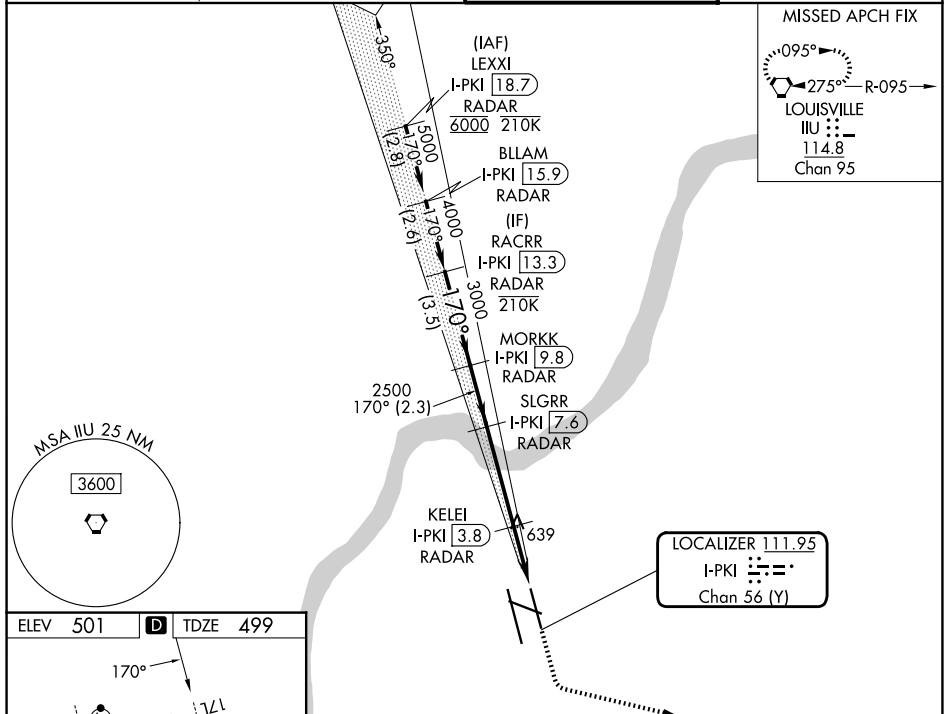 MISSED APCH FIX
095°
275°
R-095
LOUISVILLE
IIU
114.8
Chan 95
350°
(IAF)
LEXXI
I-PKI 18.7
RADAR
6000 210K
5000
170°
(2.8)
BLLAM
I-PKI 15.9
RADAR
4000
170°
(2.6)
(IF)
RACRR
I-PKI 13.3
RADAR
210K
3000
170°
(3.5)
MORKK
I-PKI 9.8
RADAR
2500
170° (2.3)
SLGRR
I-PKI 7.6
RADAR
MSA IIU 25 NM
3600
KELEI
I-PKI 3.8
RADAR
639
LOCALIZER 111.95
I-PKI
Chan 56 (Y)
ELEV 501 D TDZE 499
170°
17L